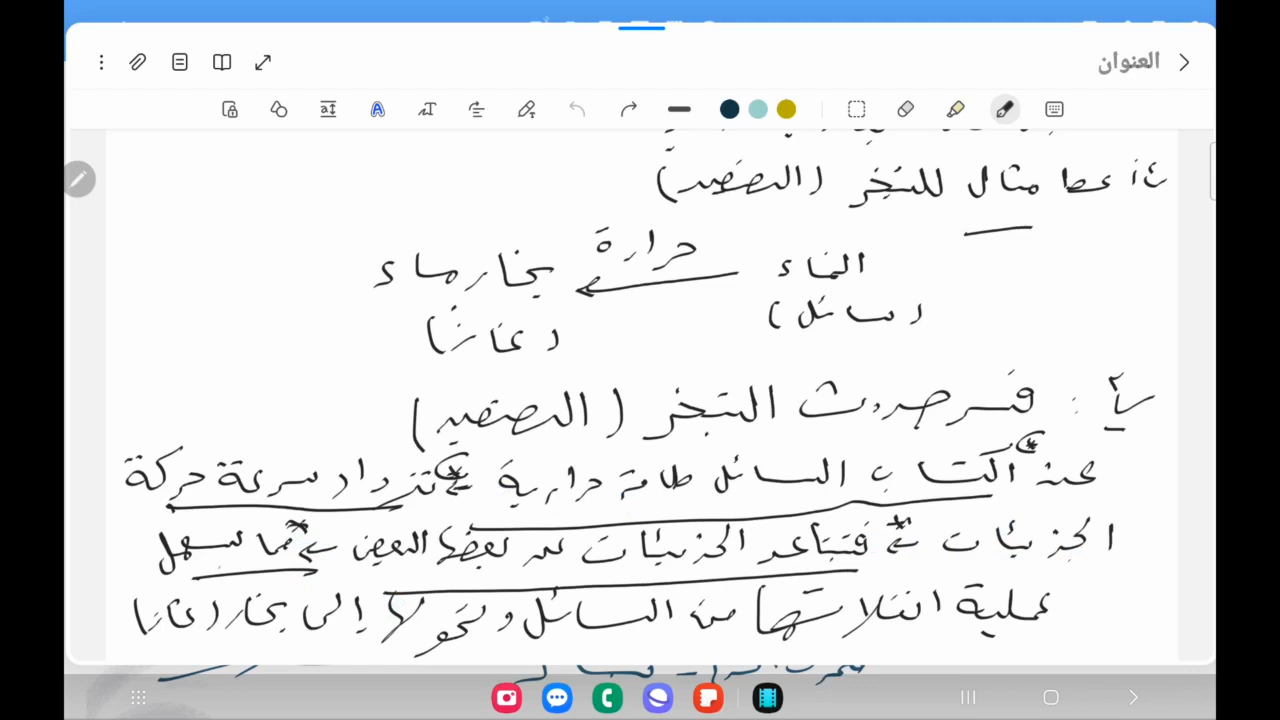 العنوان
س١ اعط مثال للتبخر (التصعيد)
الماء حرارة بخار ماء
(سائل) (غاز)
س٢: فسر حدوث التبخر (التصعيد)
عند اكتساب السائل طاقة حرارية تزداد سرعة حركة
الجزيئات فتتباعد الجزيئات عن بعضها البعض مما يسهل
عملية انفلاتها من السائل وتحولها إلى بخار (غاز)